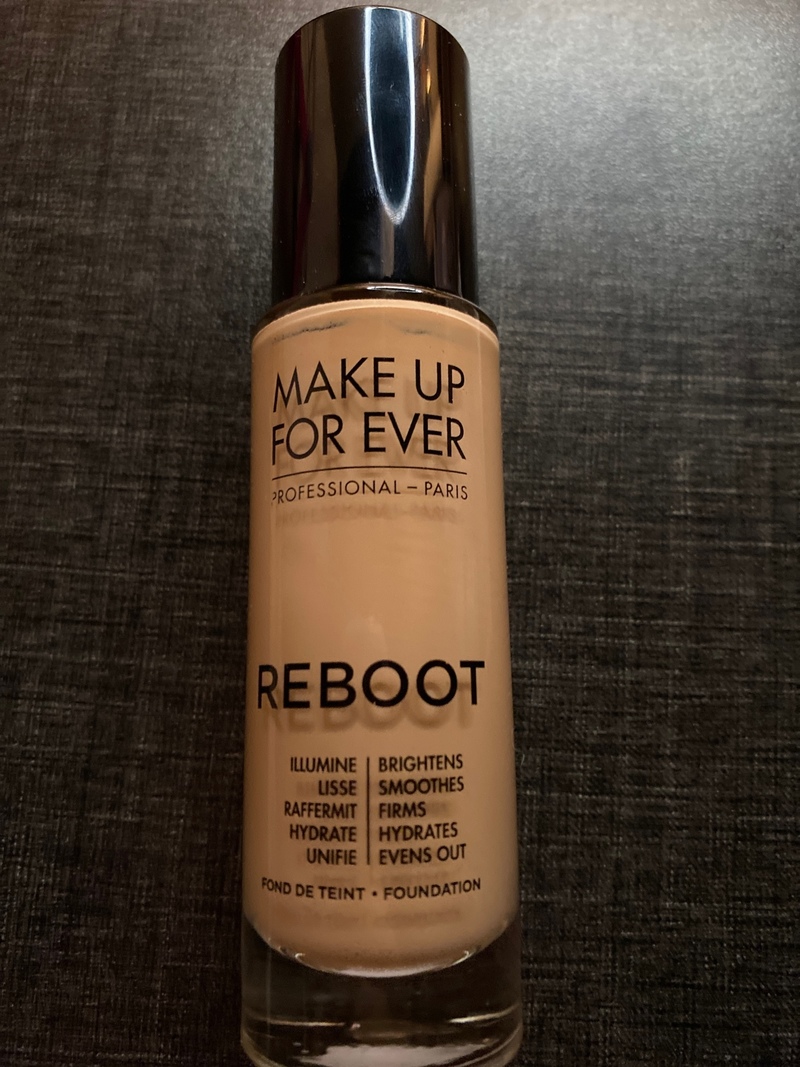 MAKE UP
FOR EVER
PROFESSIONAL – PARIS
REBOOT
ILLUMINE | BRIGHTENS
LISSE | SMOOTHES
RAFFERMIT | FIRMS
HYDRATE | HYDRATES
UNIFIE | EVENS OUT
FOND DE TEINT • FOUNDATION